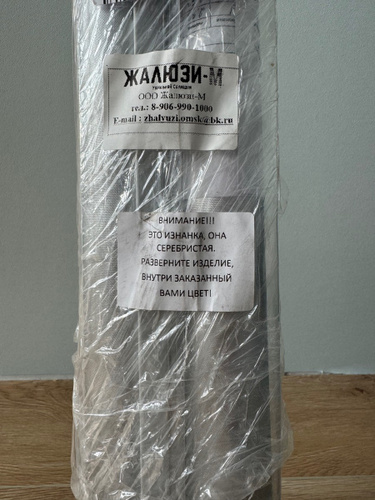 ЖАЛЮЗИ-М
ООО Жалюзи-М
тел.: 8-906-990-1000
E-mail : zhalyuzi.omsk@bk.ru
ВНИМАНИЕ!!!
ЭТО ИЗНАНКА, ОНА
СЕРЕБРИСТАЯ.
РАЗВЕРНИТЕ ИЗДЕЛИЕ,
ВНУТРИ ЗАКАЗАННЫЙ
ВАМИ ЦВЕТ!